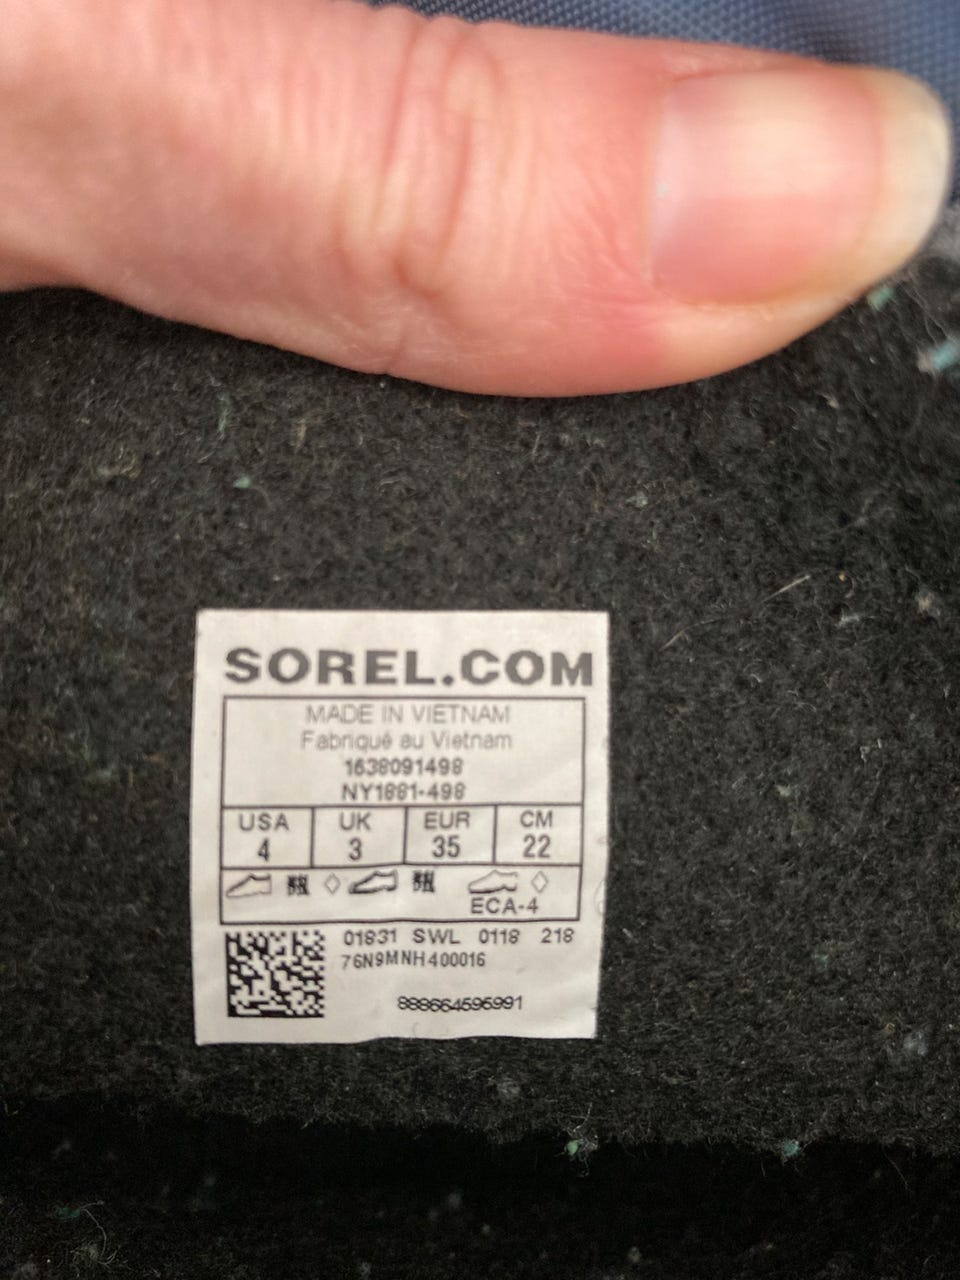 SOREL.COM
MADE IN VIETNAM
Fabriqué au Vietnam
1638091498
NY1881-498
USA UK EUR CM
4 3 35 22
ECA-4
01831 SWL 0118 218
76N9MNH400016
888664595991